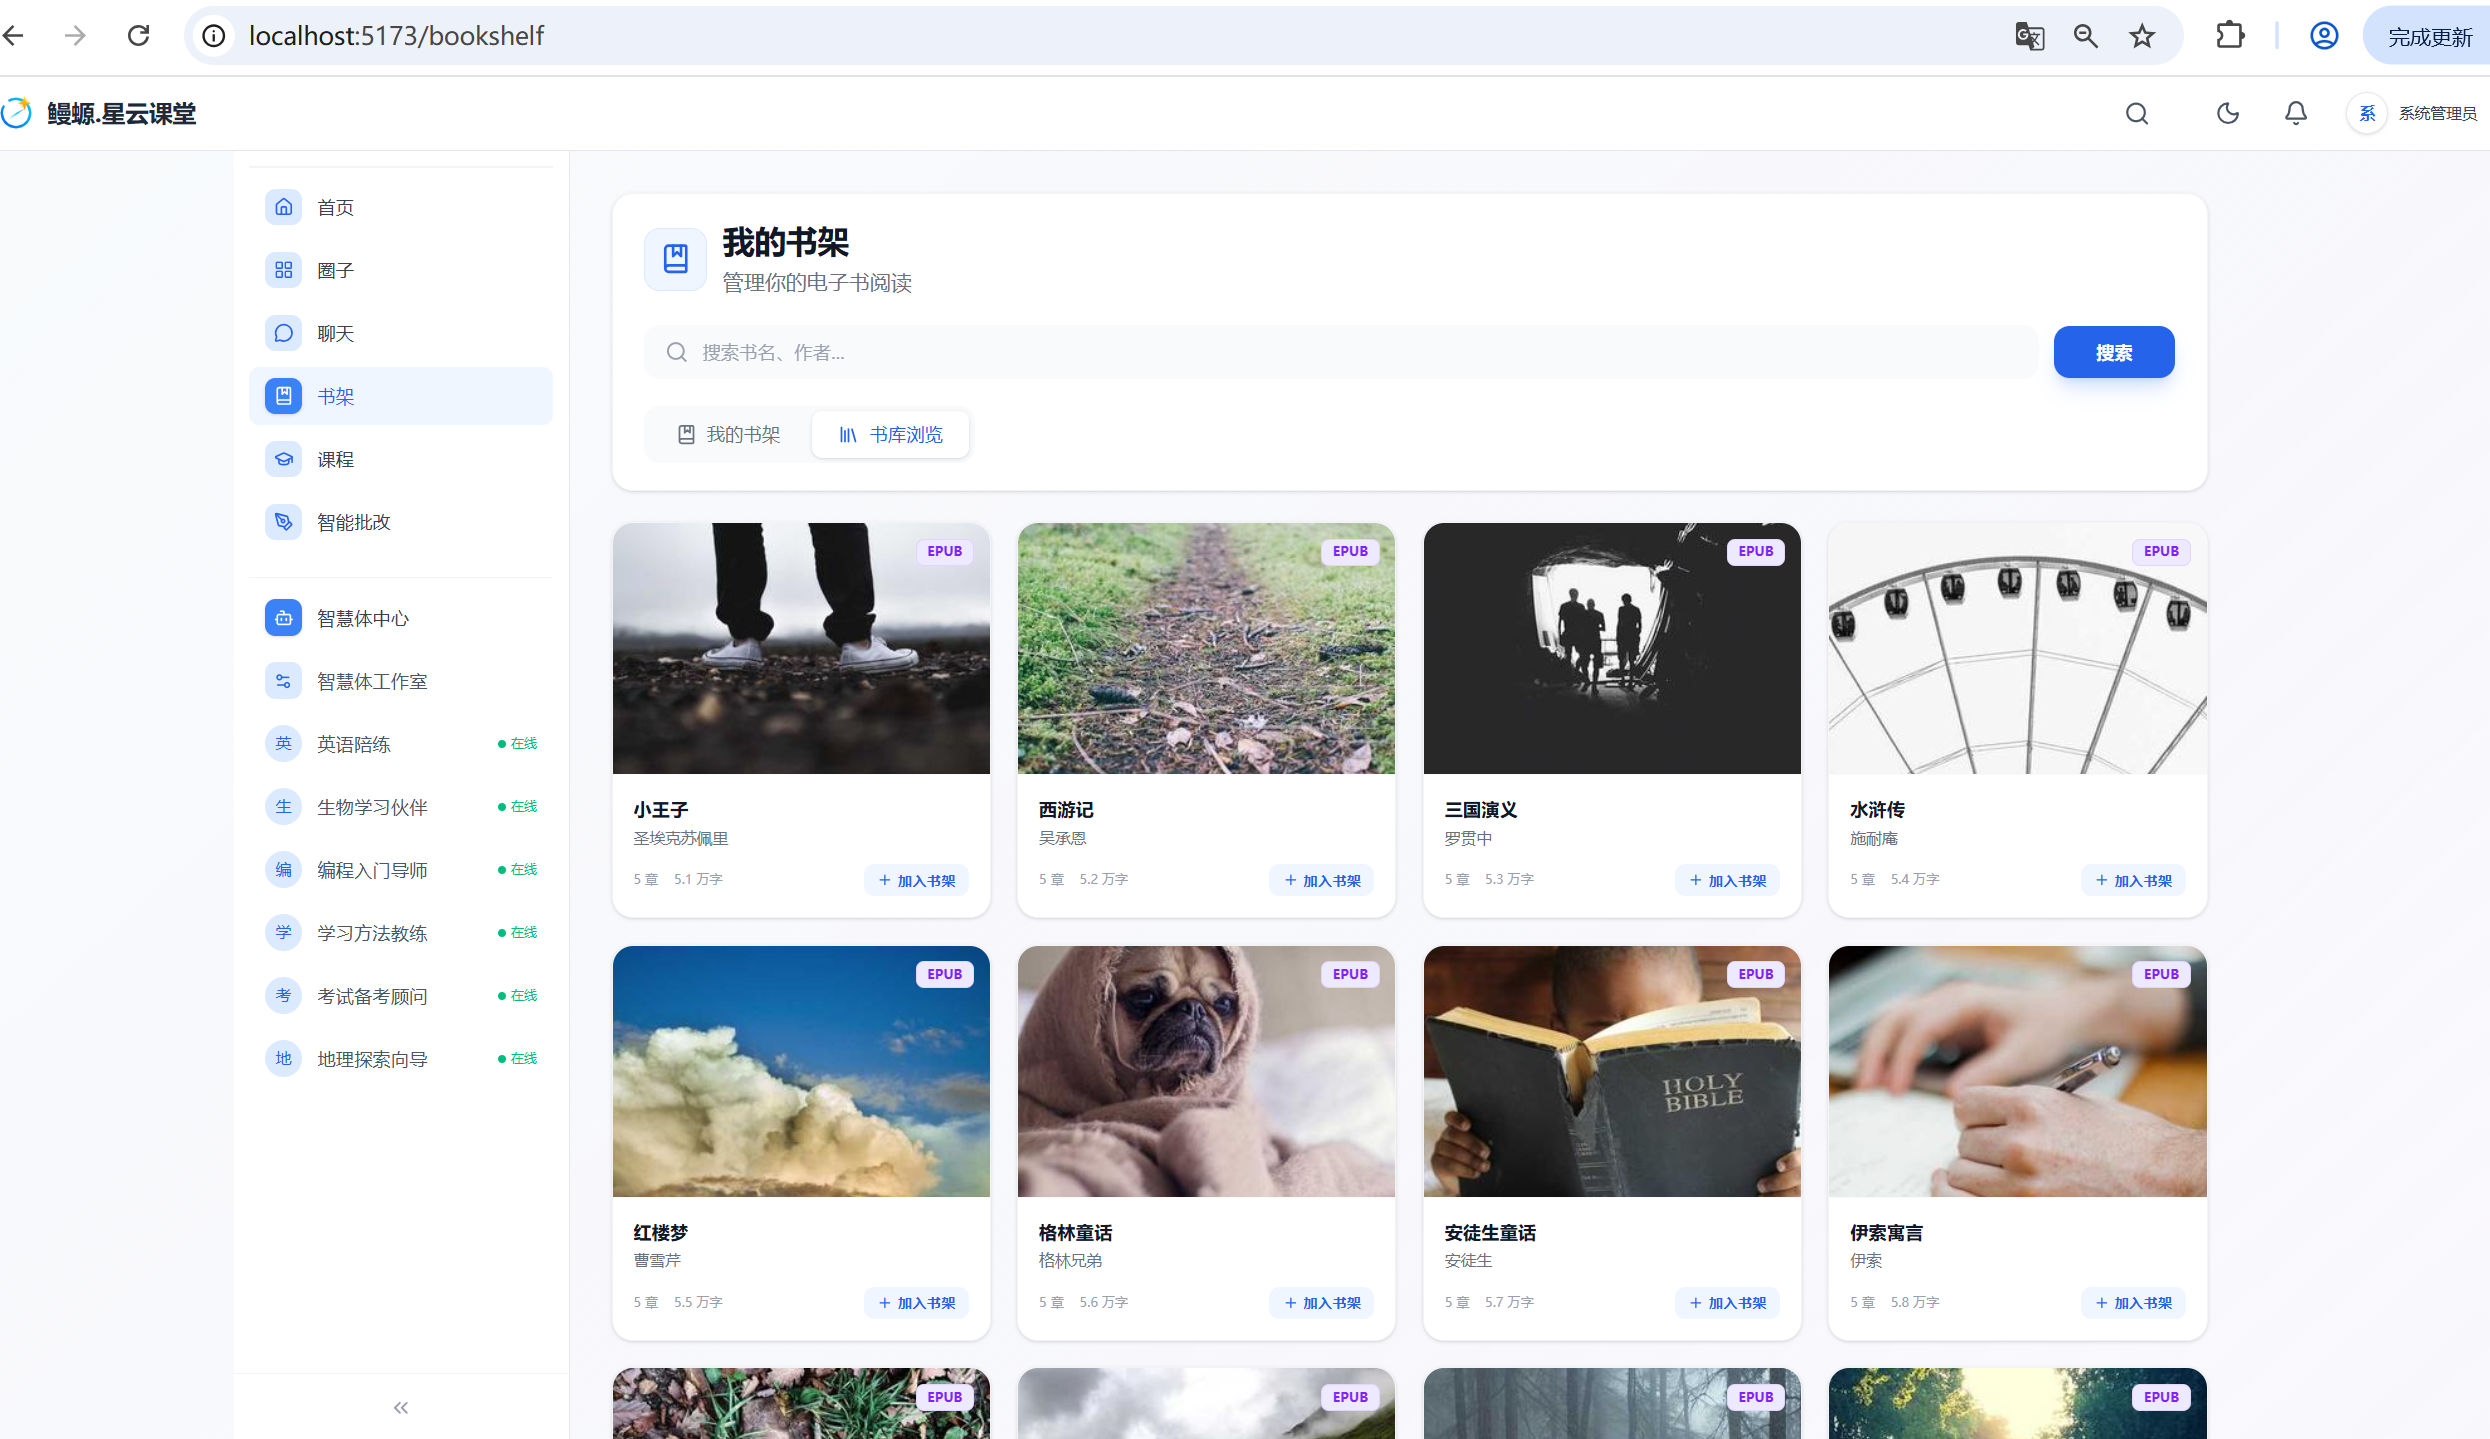 localhost:5173/bookshelf
完成更新
鳗螈.星云课堂
系 系统管理员
首页
圈子
聊天
书架
课程
智能批改
智慧体中心
智慧体工作室
英 英语陪练 在线
生 生物学习伙伴 在线
编 编程入门导师 在线
学 学习方法教练 在线
考 考试备考顾问 在线
地 地理探索向导 在线
我的书架
管理你的电子书阅读
搜索书名、作者...
搜索
我的书架 书库浏览
EPUB
小王子
圣埃克苏佩里
5 章 5.1 万字 + 加入书架
EPUB
西游记
吴承恩
5 章 5.2 万字 + 加入书架
EPUB
三国演义
罗贯中
5 章 5.3 万字 + 加入书架
EPUB
水浒传
施耐庵
5 章 5.4 万字 + 加入书架
EPUB
红楼梦
曹雪芹
5 章 5.5 万字 + 加入书架
EPUB
格林童话
格林兄弟
5 章 5.6 万字 + 加入书架
EPUB
HOLY
BIBLE
安徒生童话
安徒生
5 章 5.7 万字 + 加入书架
EPUB
伊索寓言
伊索
5 章 5.8 万字 + 加入书架
EPUB
EPUB
EPUB
EPUB